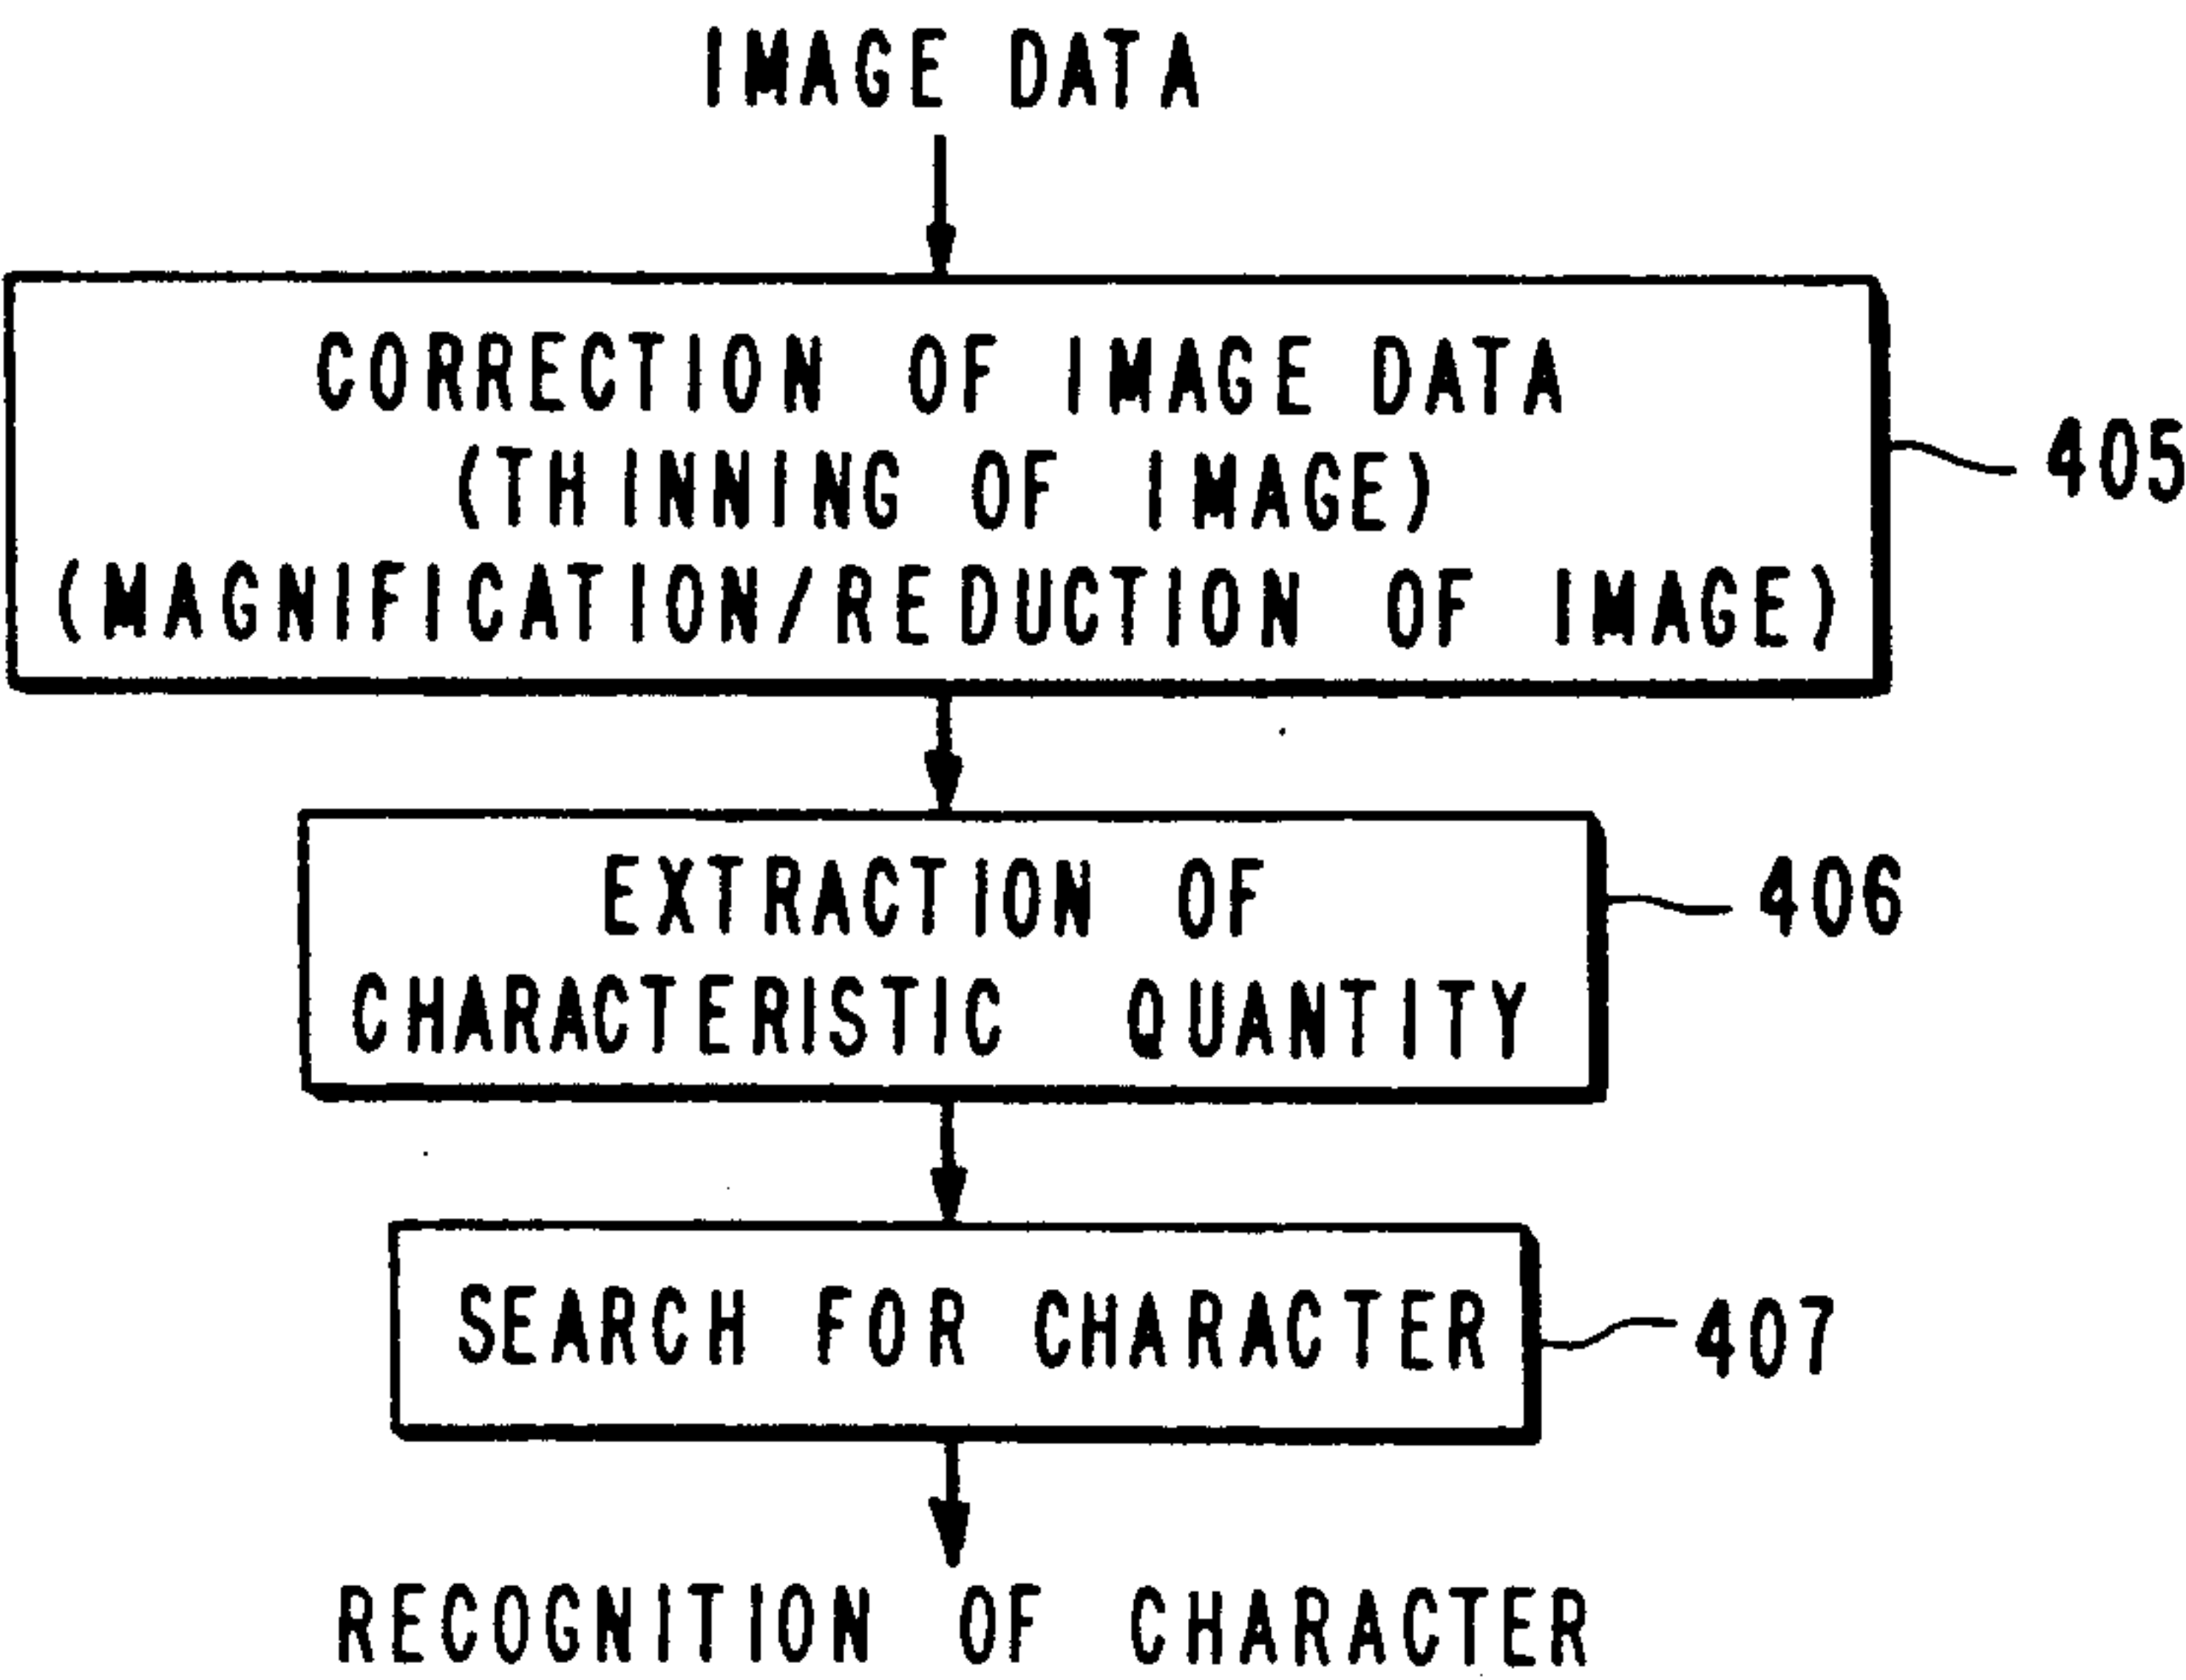 IMAGE DATA
CORRECTION OF IMAGE DATA
(THINNING OF IMAGE)
(MAGNIFICATION/REDUCTION OF IMAGE)
405
EXTRACTION OF
CHARACTERISTIC QUANTITY
406
SEARCH FOR CHARACTER
407
RECOGNITION OF CHARACTER